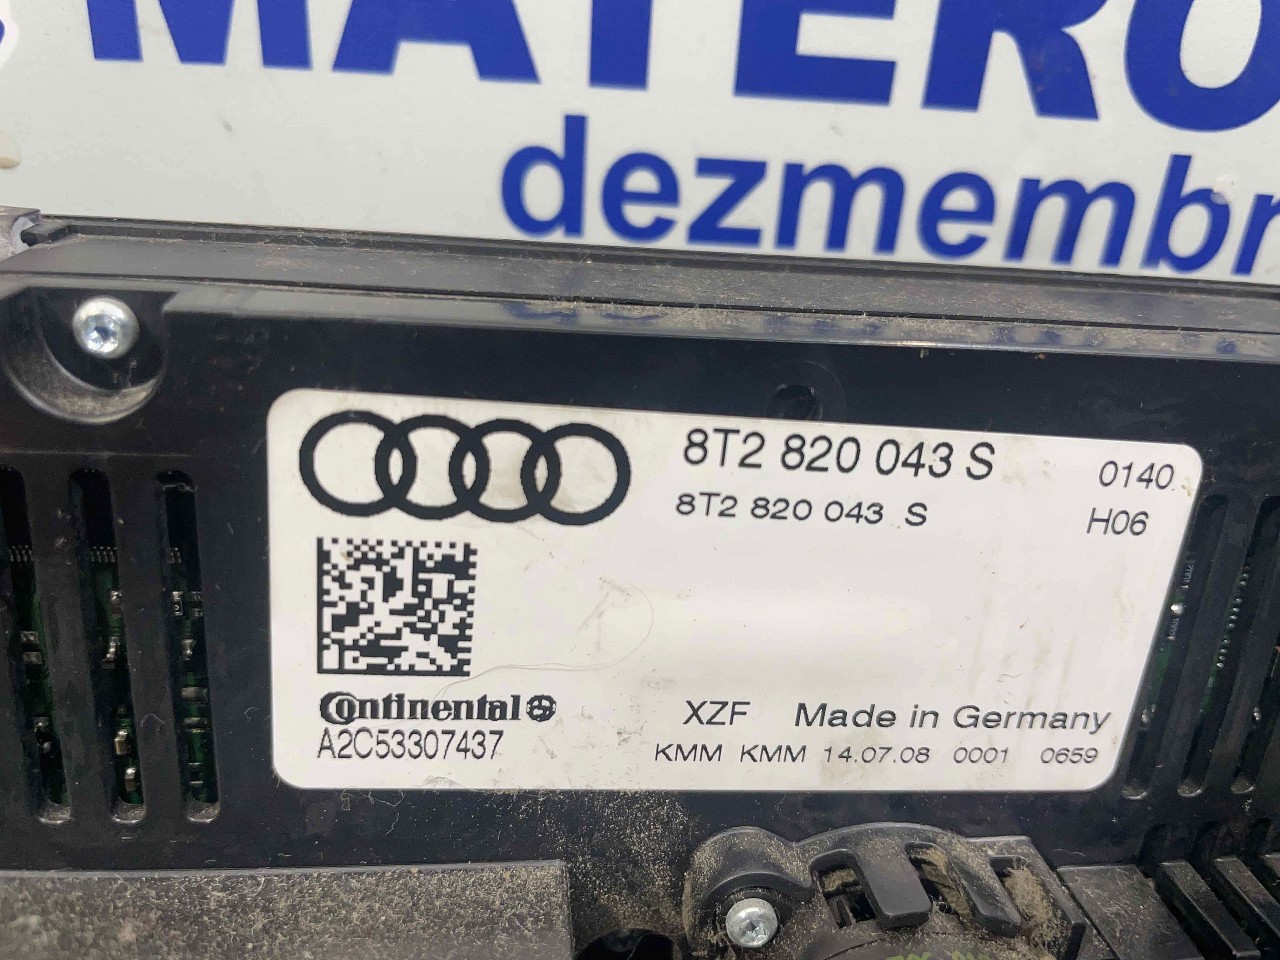 MATERO
dezmembr
8T2 820 043 S 0140
8T2 820 043 S H06
Continental
A2C53307437
XZF Made in Germany
KMM KMM 14.07.08 0001 0659